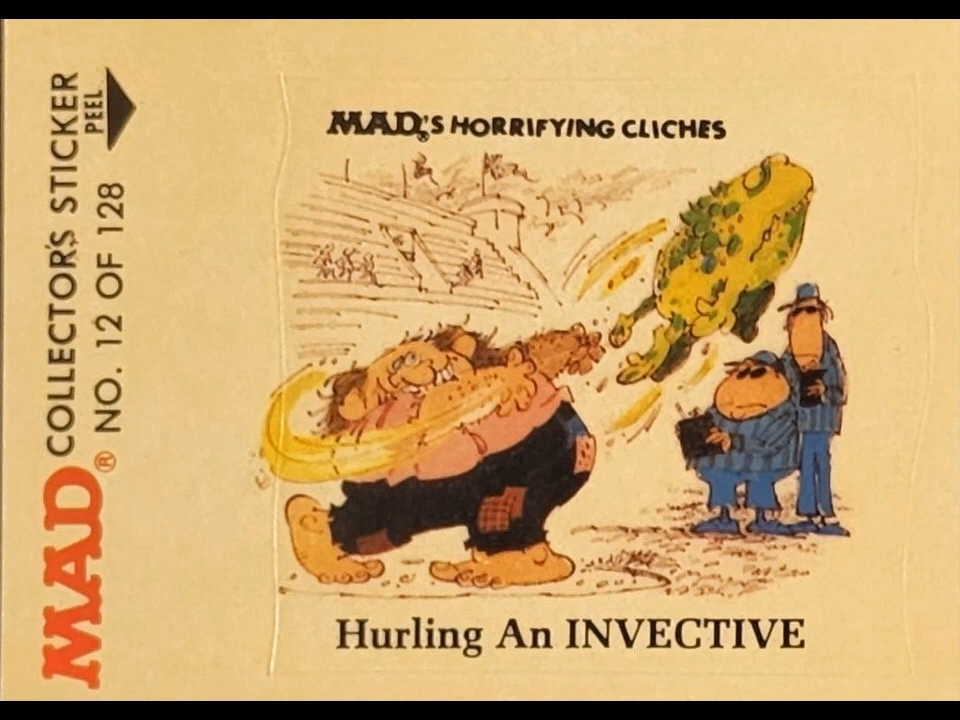 MAD® COLLECTOR'S STICKER
NO. 12 OF 128
PEEL
MAD'S HORRIFYING CLICHES
Hurling An INVECTIVE